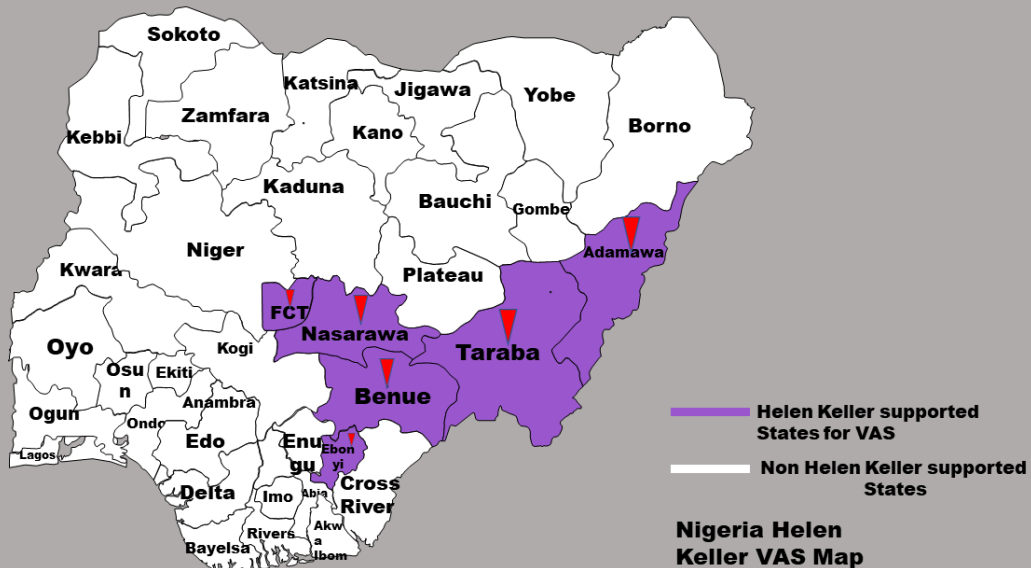 Sokoto
Katsina
Jigawa
Yobe
Zamfara
Borno
Kano
Kebbi
Kaduna
Bauchi
Gombe
Niger
Adamawa
Kwara
Plateau
FCT
Nasarawa
Oyo
Kogi
Taraba
Osu
n
Ekiti
Benue
Anambra
Ogun
Ondo
Edo
Enu
gu
Ebon
yi
Lagos
Delta
Imo
Abia
Cross
River
Rivers
Akw
a
Ibom
Bayelsa
Helen Keller supported
States for VAS
Non Helen Keller supported
States
Nigeria Helen
Keller VAS Map